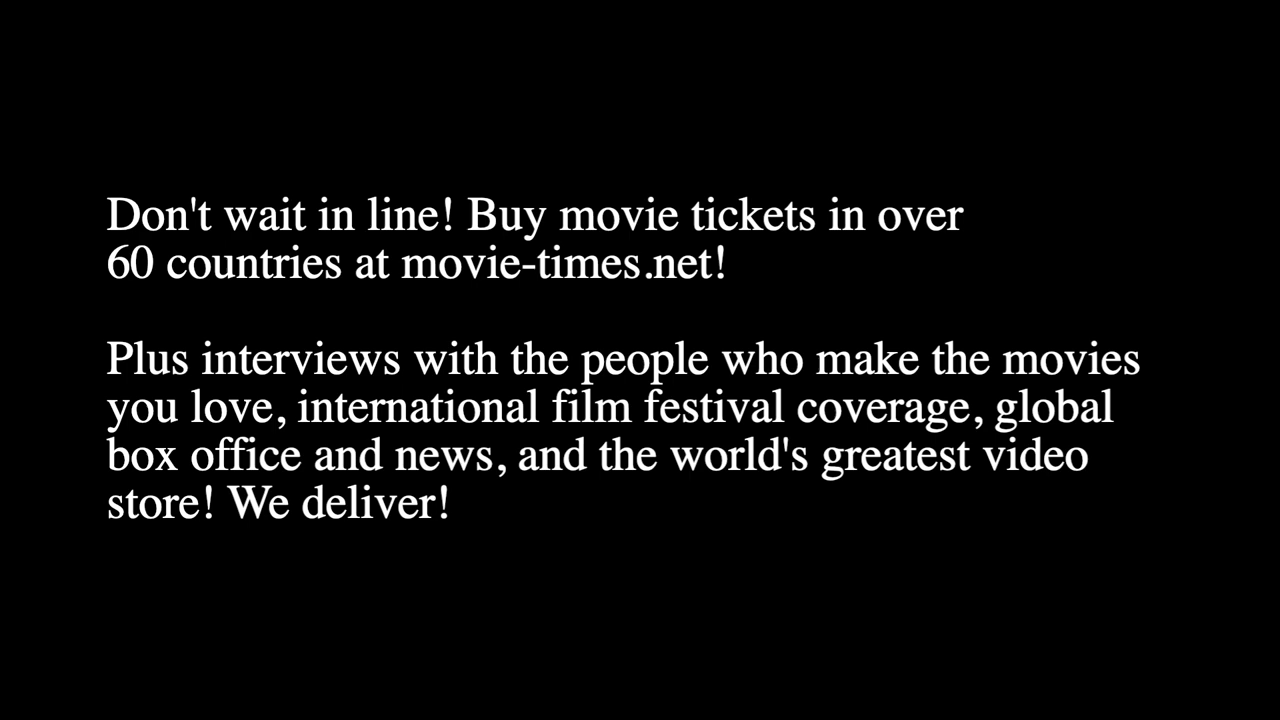 Don't wait in line! Buy movie tickets in over
60 countries at movie-times.net!
Plus interviews with the people who make the movies
you love, international film festival coverage, global
box office and news, and the world's greatest video
store! We deliver!